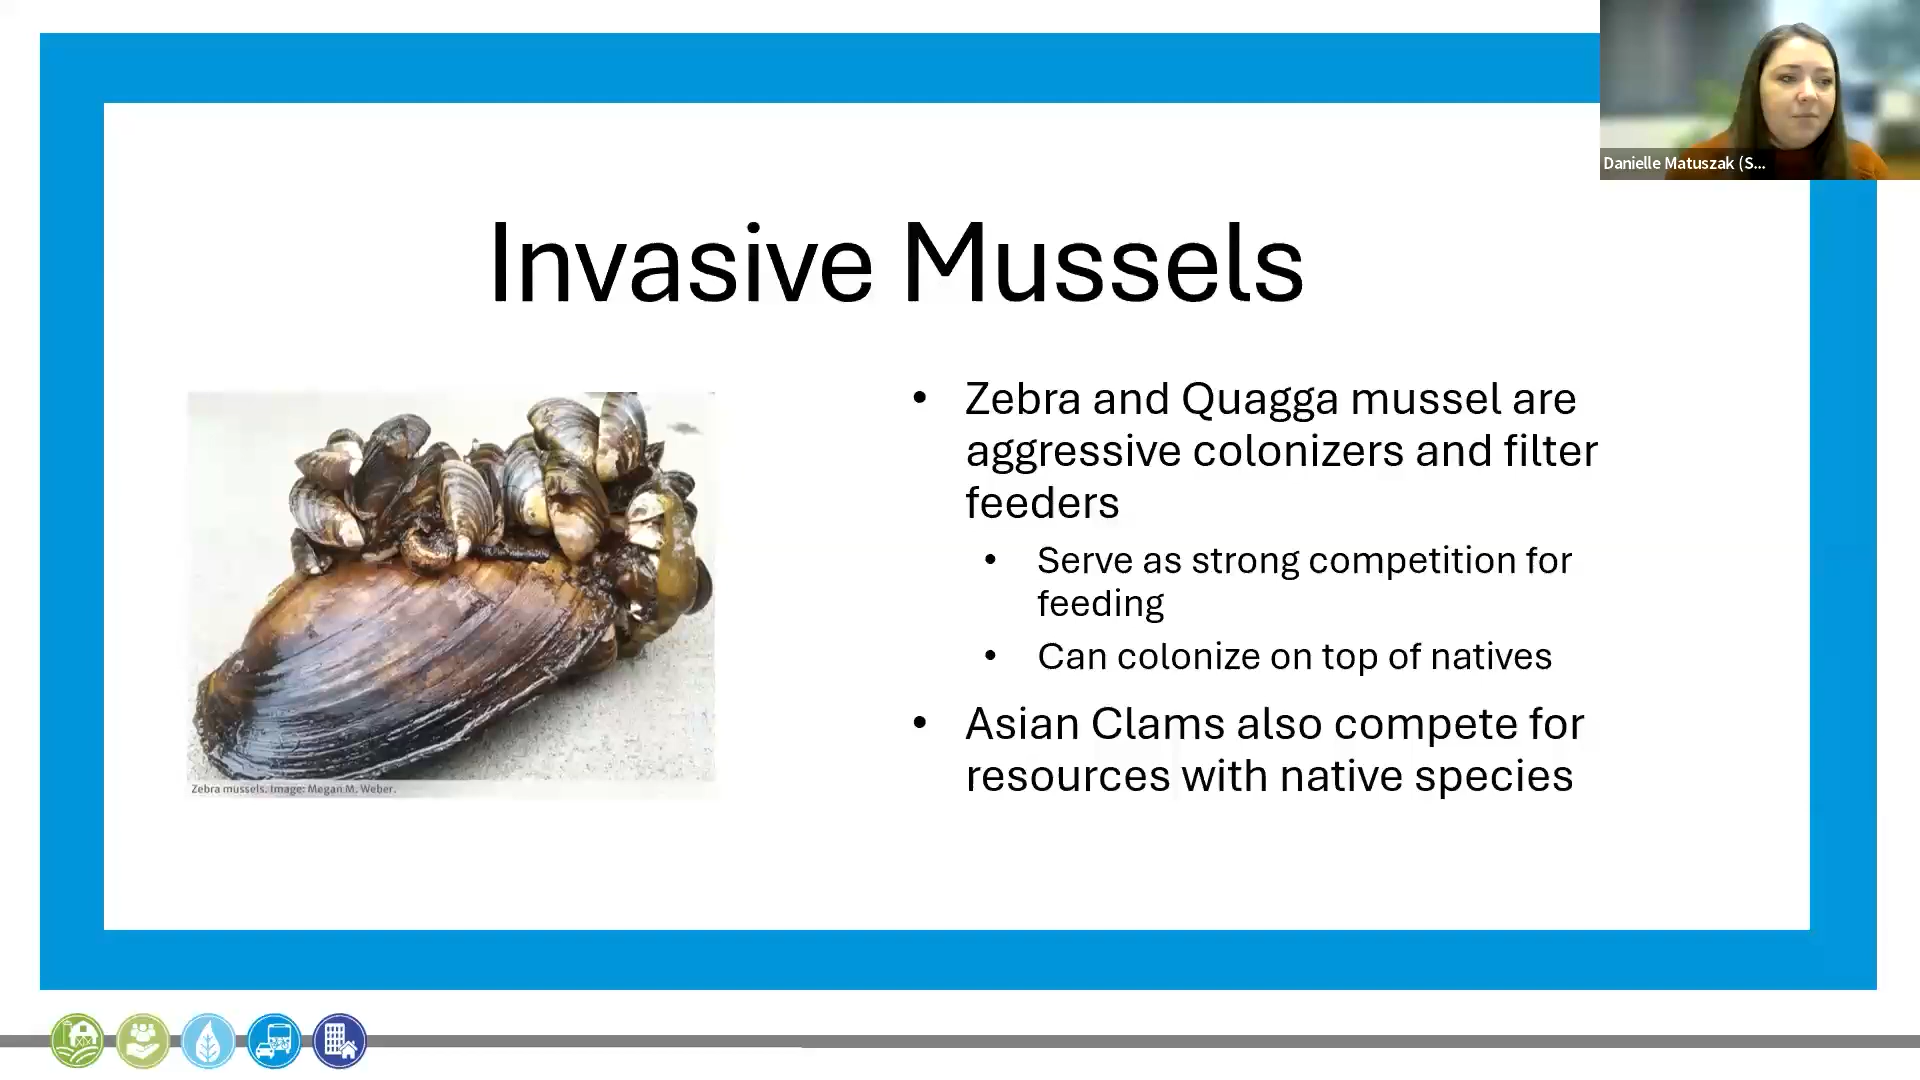 Danielle Matuszak (S...
Invasive Mussels
• Zebra and Quagga mussel are
aggressive colonizers and filter
feeders
• Serve as strong competition for
feeding
• Can colonize on top of natives
• Asian Clams also compete for
resources with native species
Zebra mussels. Image: Megan M. Weber.